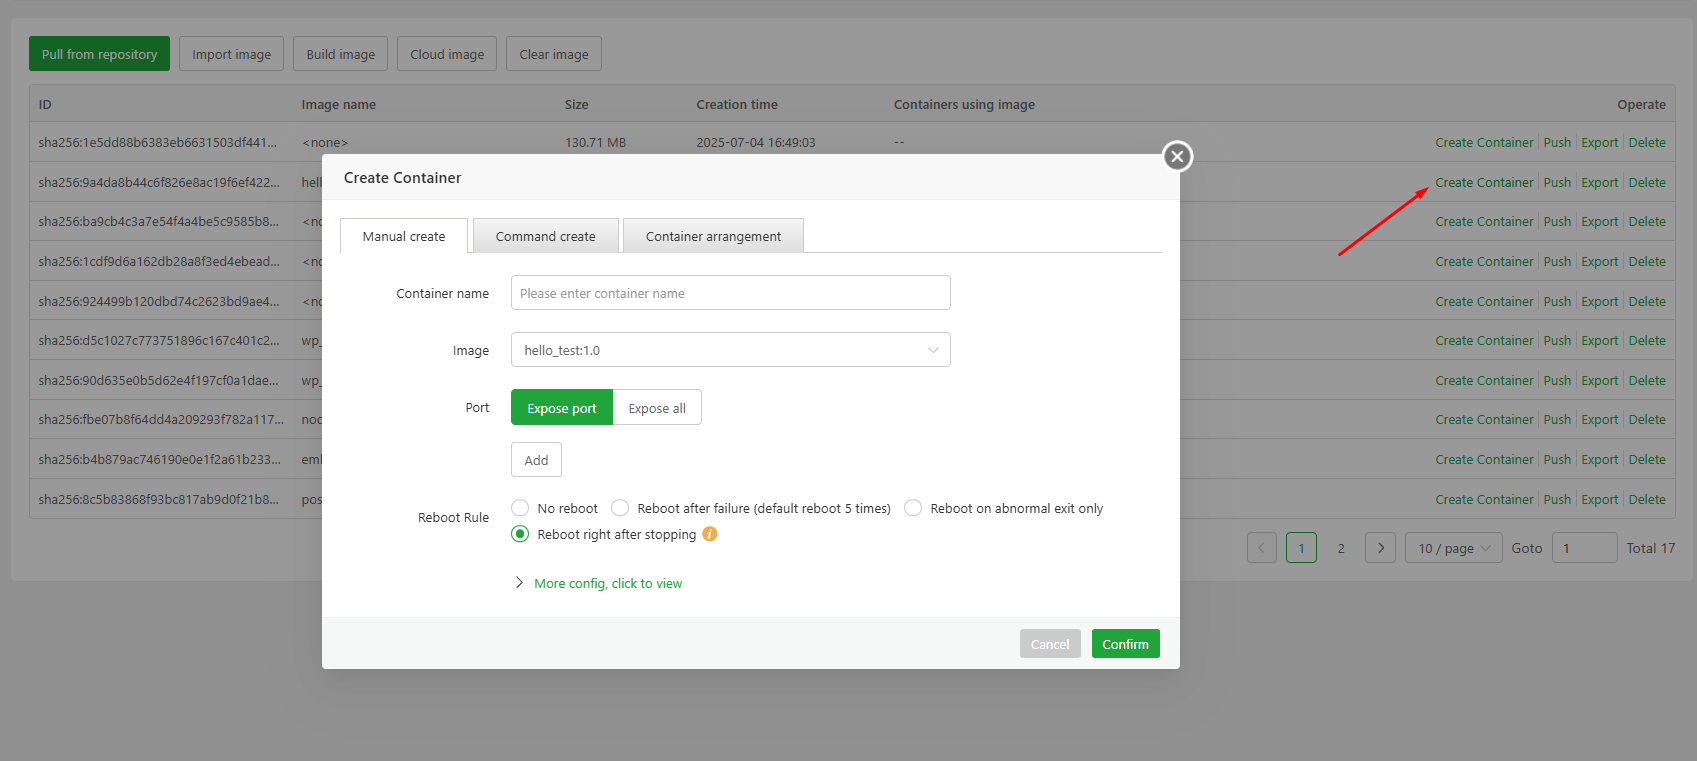 Pull from repository Import image Build image Cloud image Clear image
ID Image name Size Creation time Containers using image Operate
sha256:1e5dd88b6383eb6631503df441... <none> 130.71 MB 2025-07-04 16:49:03 -- Create Container Push Export Delete
sha256:9a4da8b44c6f826e8ac19f6ef422... hell Create Container Push Export Delete
sha256:ba9cb4c3a7e54f4a4be5c9585b8... <no Create Container Push Export Delete
sha256:1cdf9d6a162db28a8f3ed4ebead... <no Create Container Push Export Delete
sha256:924499b120dbd74c2623bd9ae4... <no Create Container Push Export Delete
sha256:d5c1027c773751896c167c401c2... wp_ Create Container Push Export Delete
sha256:90d635e0b5d62e4f197cf0a1dae... wp_ Create Container Push Export Delete
sha256:fbe07b8f64dd4a209293f782a117... noc Create Container Push Export Delete
sha256:b4b879ac746190e0e1f2a61b233... eml Create Container Push Export Delete
sha256:8c5b83868f93bc817ab9d0f21b8... pos Create Container Push Export Delete
1 2 10 / page Goto 1 Total 17
Create Container
Manual create Command create Container arrangement
Container name Please enter container name
Image hello_test:1.0
Port Expose port Expose all
Add
Reboot Rule No reboot Reboot after failure (default reboot 5 times) Reboot on abnormal exit only
Reboot right after stopping
More config, click to view
Cancel Confirm